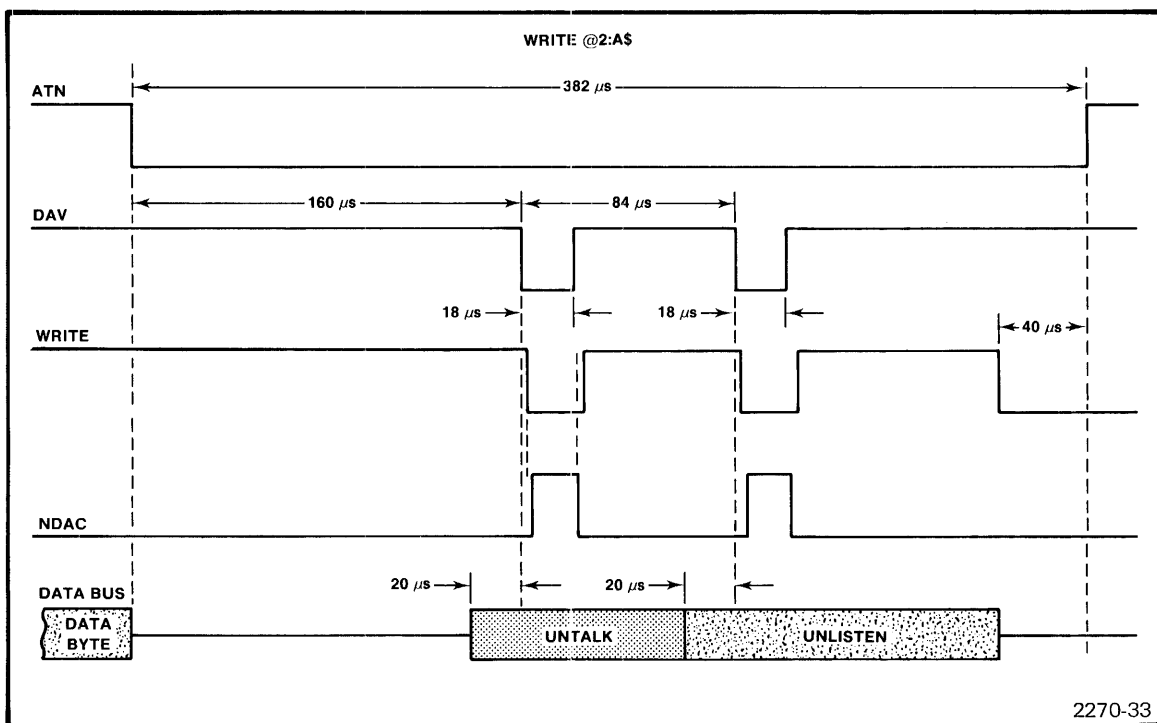 WRITE @2:A$
382 μs
ATN
160 μs
84 μs
DAV
18 μs
18 μs
40 μs
WRITE
NDAC
20 μs
20 μs
DATA BUS
DATA
BYTE
UNTALK
UNLISTEN
2270-33